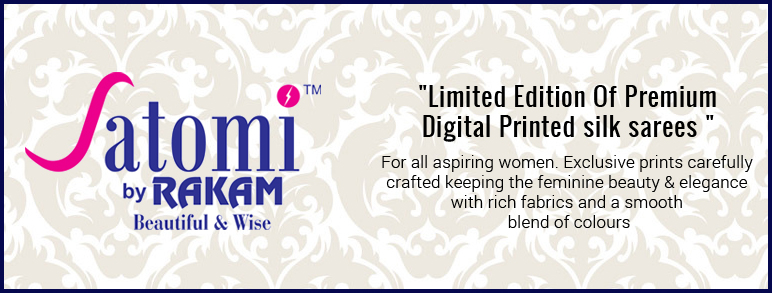 Satomi ™
by RAKAM
Beautiful & Wise
"Limited Edition Of Premium
Digital Printed silk sarees "
For all aspiring women. Exclusive prints carefully
crafted keeping the feminine beauty & elegance
with rich fabrics and a smooth
blend of colours